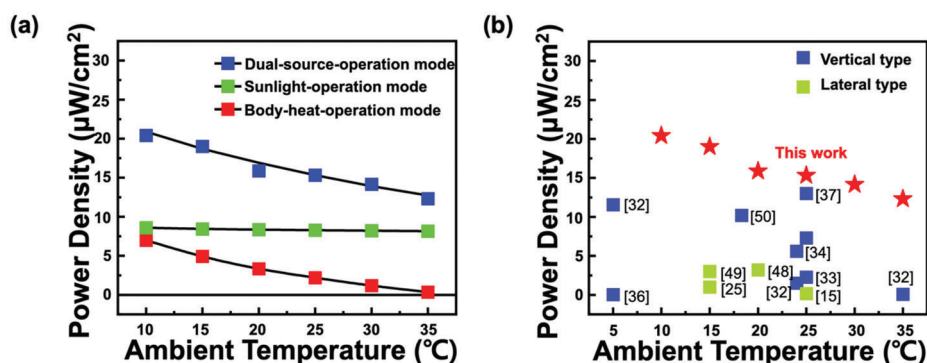 (a)
Power Density (μW/cm²)
30
25
20
15
10
5
0
Dual-source-operation mode
Sunlight-operation mode
Body-heat-operation mode
10 15 20 25 30 35
Ambient Temperature (°C)
(b)
Power Density (μW/cm²)
30
25
20
15
10
5
0
Vertical type
Lateral type
This work
[32]
[50]
[37]
[34]
[49]
[48]
[25]
[32]
[33]
[32]
[36]
[15]
5 10 15 20 25 30 35
Ambient Temperature (°C)